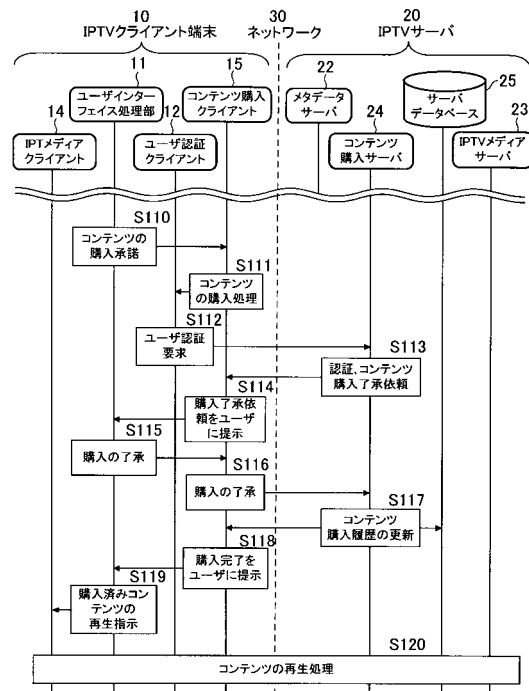 10
IPTVクライアント端末
30
ネットワーク
20
IPTVサーバ
11
ユーザインター
フェイス処理部
15
コンテンツ購入
クライアント
22
メタデータ
サーバ
25
サーバ
データベース
14
IPTメディア
クライアント
12
ユーザ認証
クライアント
24
コンテンツ
購入サーバ
23
IPTVメディア
サーバ
S110
コンテンツの
購入承諾
S111
コンテンツ
の購入処理
S112
ユーザ認証
要求
S113
認証、コンテンツ
購入了承依頼
S114
購入了承依
頼をユーザ
に提示
S115
購入の了承
S116
購入の了承
S117
コンテンツ
購入履歴の更新
S118
購入完了を
ユーザに提示
S119
購入済みコン
テンツの
再生指示
S120
コンテンツの再生処理